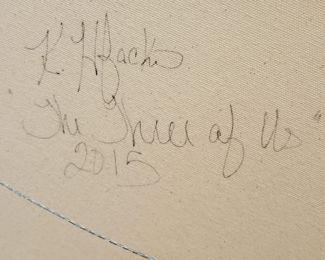 K.
"The Three of Us"
2015